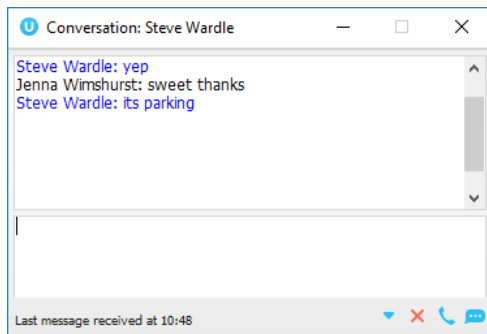 U Conversation: Steve Wardle
Steve Wardle: yep
Jenna Wimshurst: sweet thanks
Steve Wardle: its parking
Last message received at 10:48